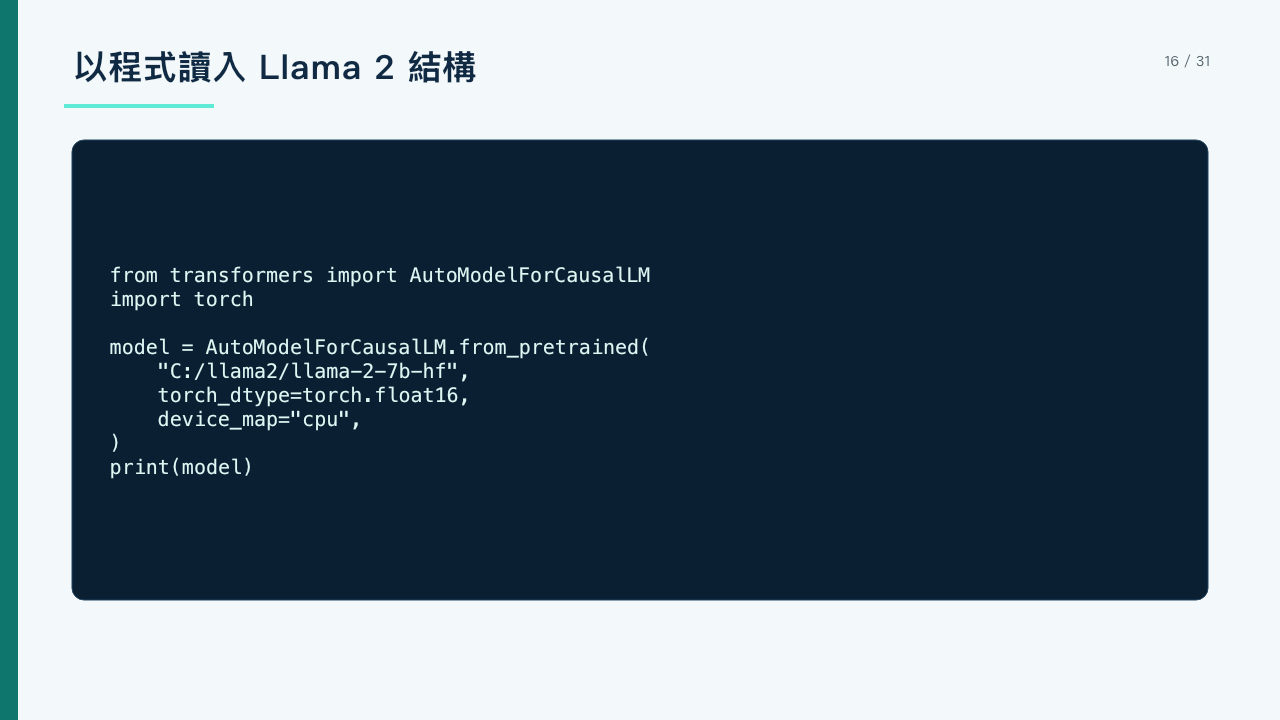 以程式讀入 Llama 2 結構
16 / 31
from transformers import AutoModelForCausalLM
import torch

model = AutoModelForCausalLM.from_pretrained(
    "C:/llama2/llama-2-7b-hf",
    torch_dtype=torch.float16,
    device_map="cpu",
)
print(model)